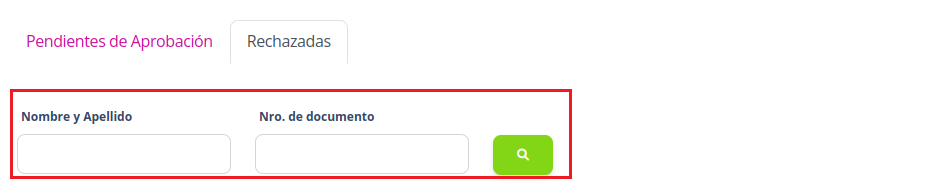 Pendientes de Aprobación Rechazadas
Nombre y Apellido Nro. de documento